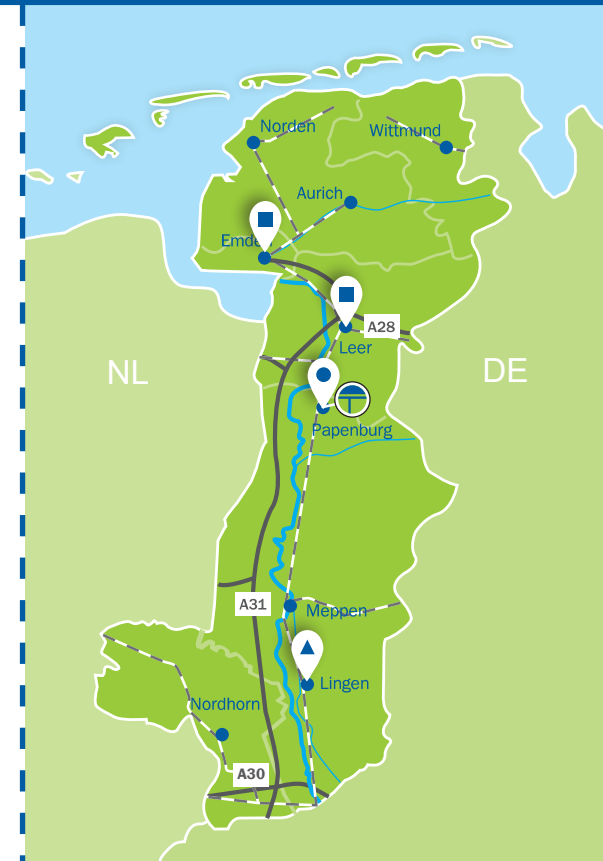 Norden
Wittmund
Aurich
Emden
A28
Leer
NL
DE
Papenburg
A31
Meppen
Lingen
Nordhorn
A30